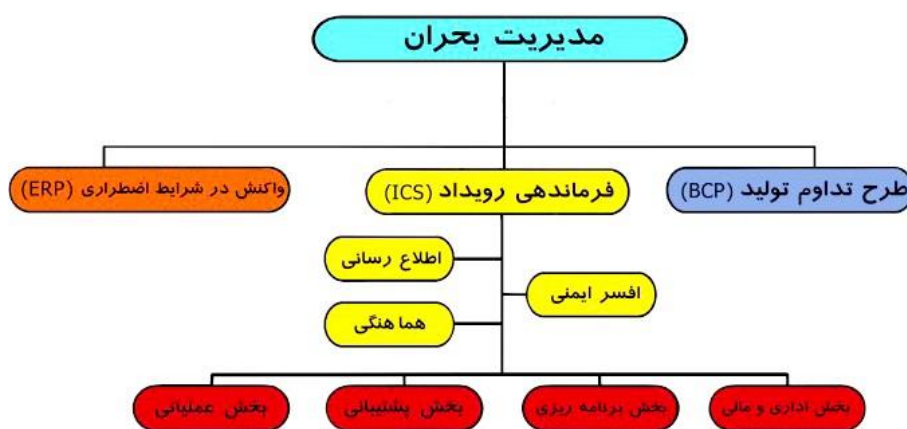 مدیریت بحران
طرح تداوم تولید (BCP)
فرماندهی رویداد (ICS)
واکنش در شرایط اضطراری (ERP)
اطلاع رسانی
افسر ایمنی
هماهنگی
بخش اداری و مالی
بخش برنامه ریزی
بخش پشتیبانی
بخش عملیاتی